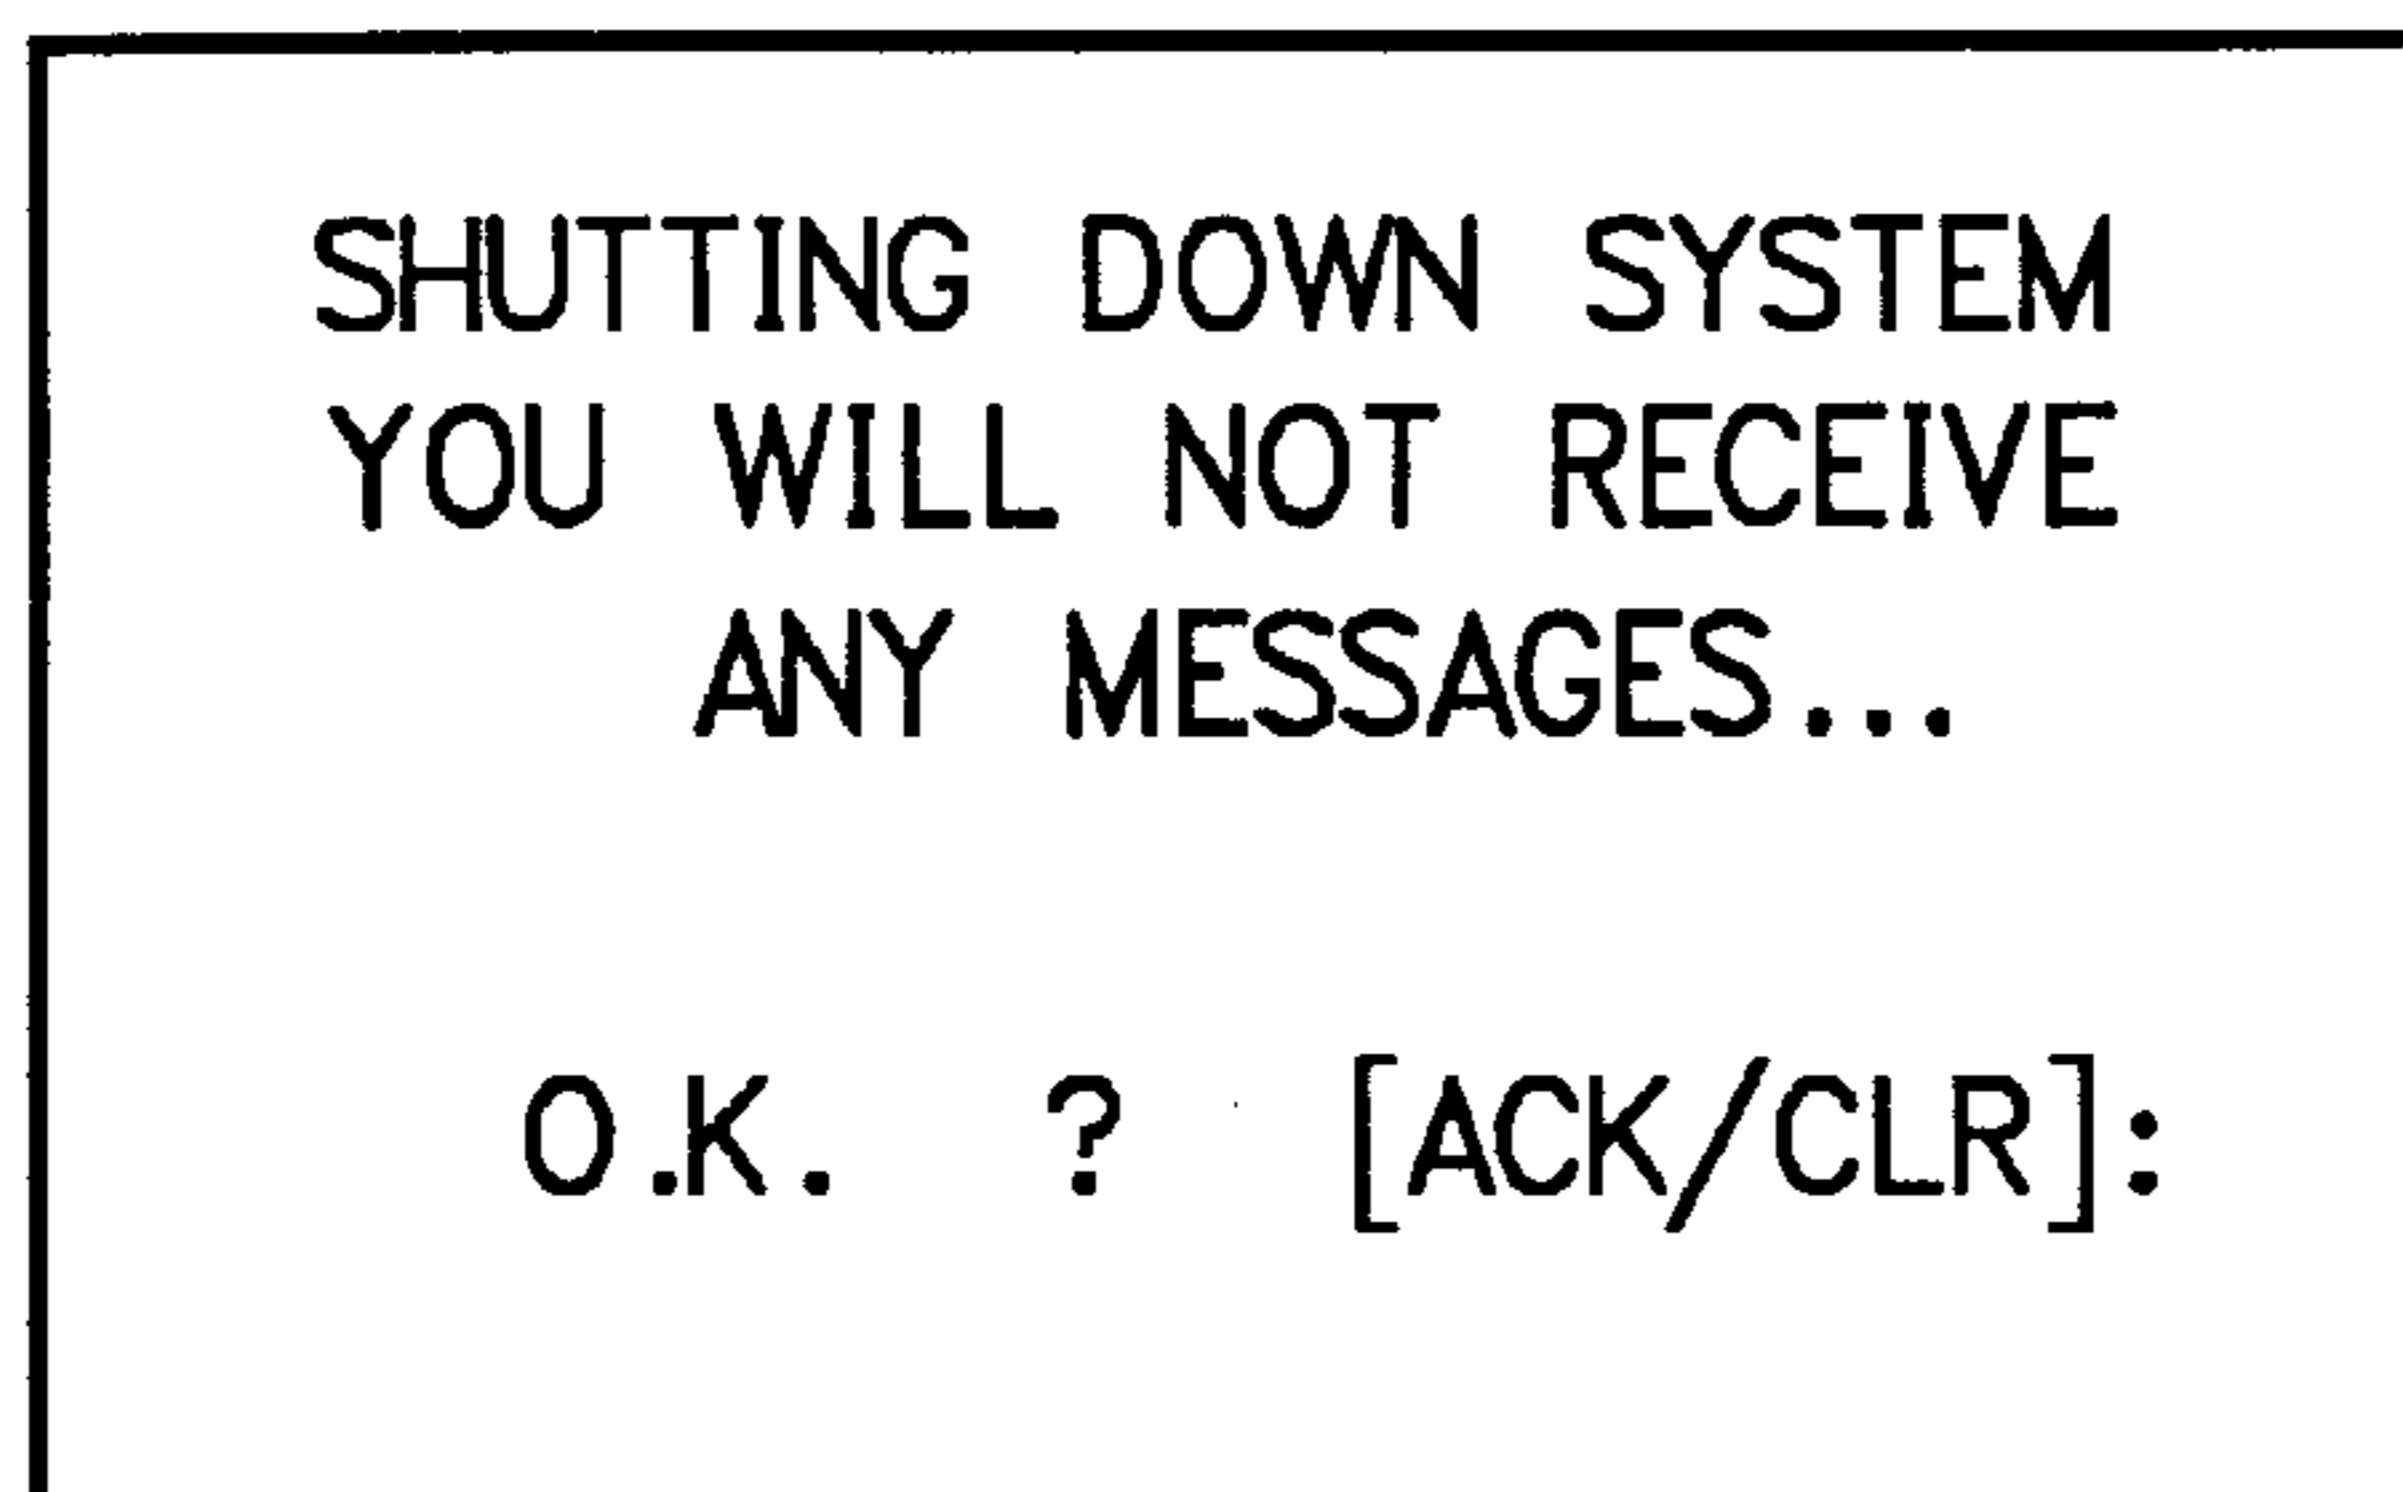 SHUTTING DOWN SYSTEM
YOU WILL NOT RECEIVE
ANY MESSAGES...
O.K. ? [ACK/CLR]: